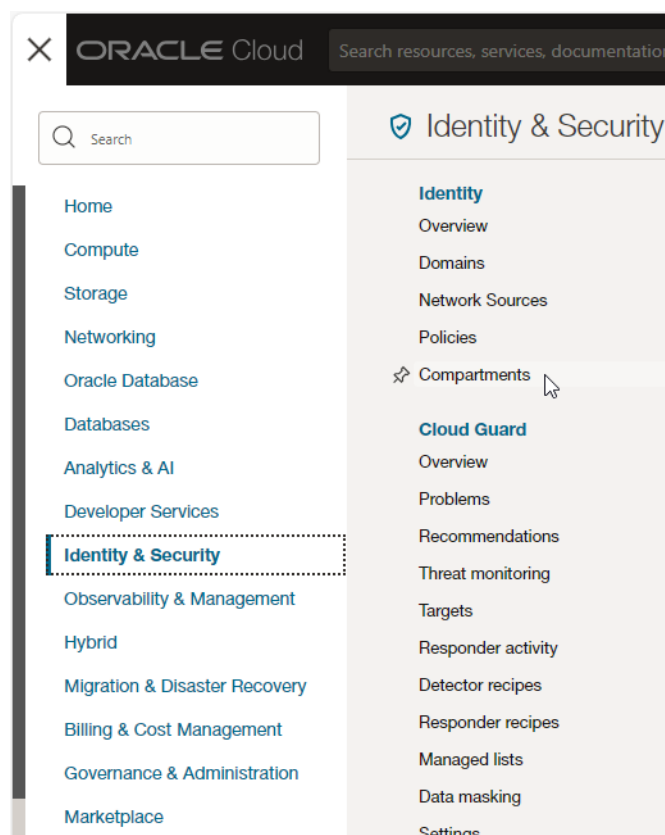 ORACLE Cloud
Search resources, services, documentation
Search
Home
Compute
Storage
Networking
Oracle Database
Databases
Analytics & AI
Developer Services
Identity & Security
Observability & Management
Hybrid
Migration & Disaster Recovery
Billing & Cost Management
Governance & Administration
Marketplace
Identity & Security
Identity
Overview
Domains
Network Sources
Policies
Compartments
Cloud Guard
Overview
Problems
Recommendations
Threat monitoring
Targets
Responder activity
Detector recipes
Responder recipes
Managed lists
Data masking
Settings